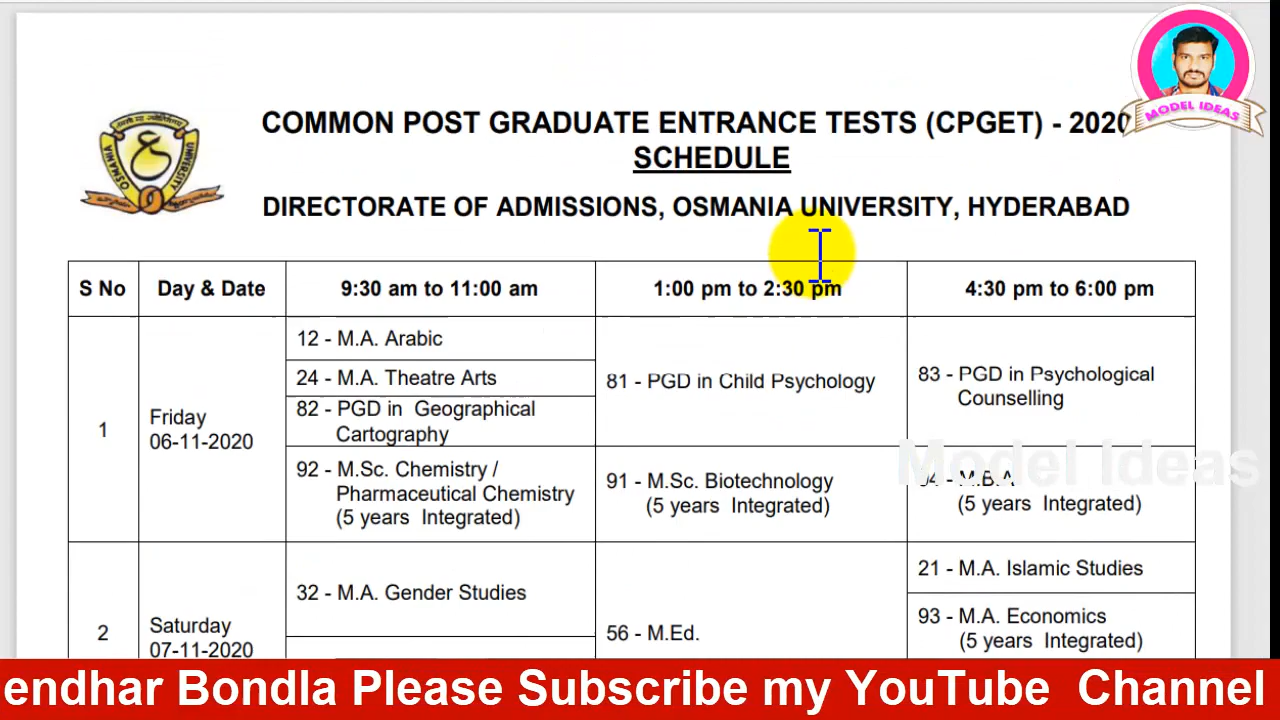 MODEL IDEAS
OSMANIA UNIVERSITY
COMMON POST GRADUATE ENTRANCE TESTS (CPGET) - 2020
SCHEDULE
DIRECTORATE OF ADMISSIONS, OSMANIA UNIVERSITY, HYDERABAD
S No Day & Date 9:30 am to 11:00 am 1:00 pm to 2:30 pm 4:30 pm to 6:00 pm
1
Friday
06-11-2020
12 - M.A. Arabic
24 - M.A. Theatre Arts
82 - PGD in Geographical
Cartography
81 - PGD in Child Psychology
83 - PGD in Psychological
Counselling
92 - M.Sc. Chemistry /
Pharmaceutical Chemistry
(5 years Integrated)
91 - M.Sc. Biotechnology
(5 years Integrated)
94 - M.B.A.
(5 years Integrated)
Model Ideas
2
Saturday
07-11-2020
32 - M.A. Gender Studies
56 - M.Ed.
21 - M.A. Islamic Studies
93 - M.A. Economics
(5 years Integrated)
endhar Bondla Please Subscribe my YouTube Channel